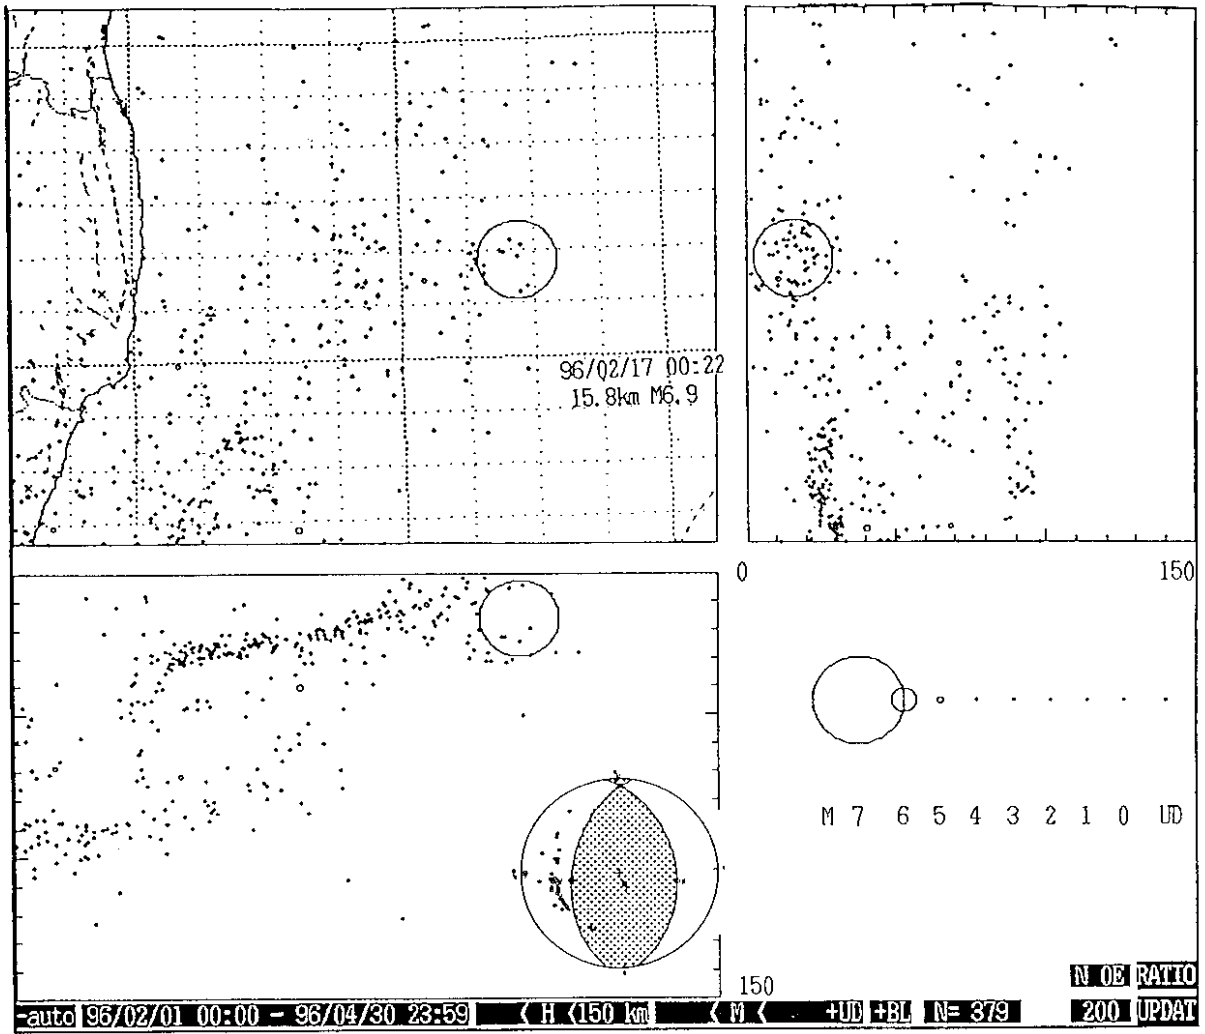 96/02/17 00:22
15.8km M6.9
0 150
M 7 6 5 4 3 2 1 0 UD
150
N OE RATIO
-auto 96/02/01 00:00 - 96/04/30 23:59 < H <150 km < M < +UD +BL N= 379 200 UPDAT